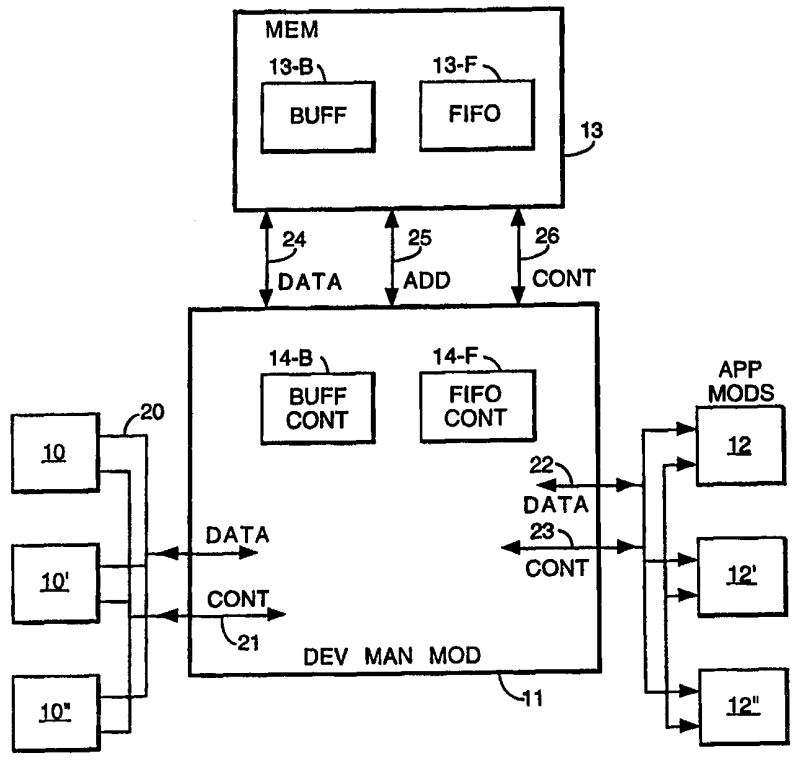 MEM
13-B
13-F
BUFF
FIFO
13
24
25
26
DATA
ADD
CONT
14-B
14-F
BUFF
CONT
FIFO
CONT
APP
MODS
20
10
12
22
DATA
DATA
23
10'
CONT
12'
CONT
21
DEV MAN MOD
11
10"
12"